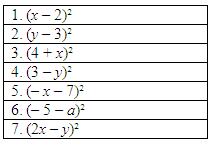 1. (x – 2)²
2. (y – 3)²
3. (4 + x)²
4. (3 – y)²
5. (– x – 7)²
6. (– 5 – a)²
7. (2x – y)²